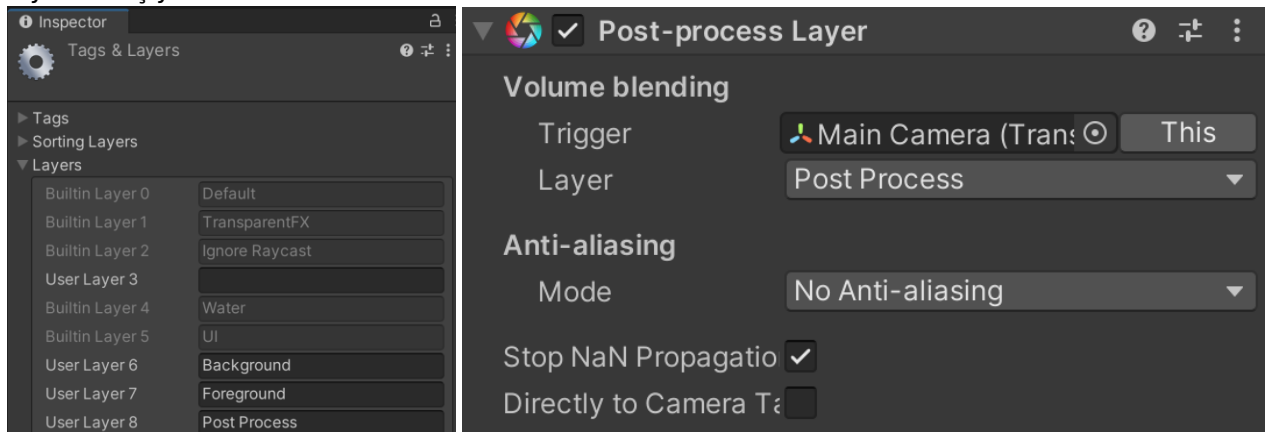 Inspector
Tags & Layers
Tags
Sorting Layers
Layers
Builtin Layer 0 Default
Builtin Layer 1 TransparentFX
Builtin Layer 2 Ignore Raycast
User Layer 3
Builtin Layer 4 Water
Builtin Layer 5 UI
User Layer 6 Background
User Layer 7 Foreground
User Layer 8 Post Process
Post-process Layer
Volume blending
Trigger Main Camera (Trans This
Layer Post Process
Anti-aliasing
Mode No Anti-aliasing
Stop NaN Propagatio
Directly to Camera Ta